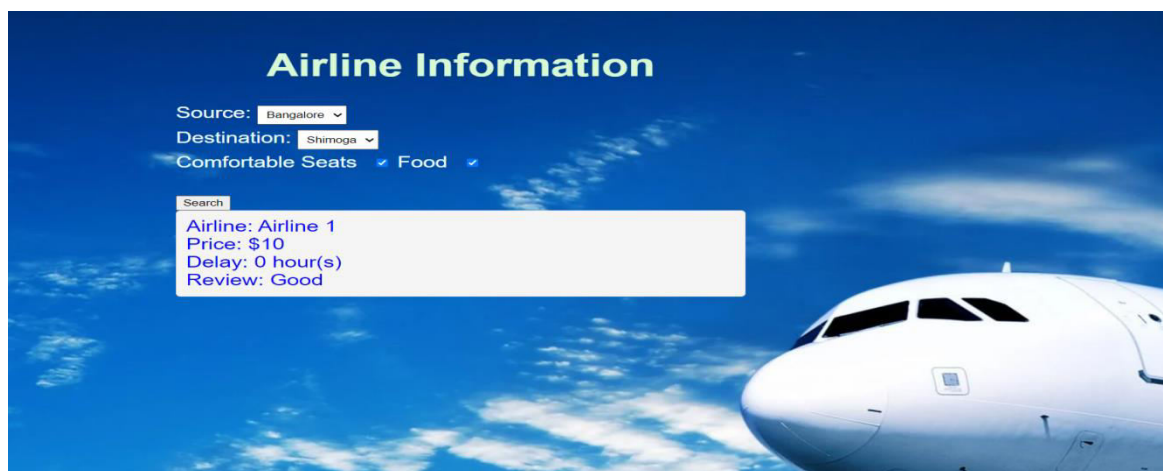 Airline Information
Source: Bangalore
Destination: Shimoga
Comfortable Seats Food
Search
Airline: Airline 1
Price: $10
Delay: 0 hour(s)
Review: Good